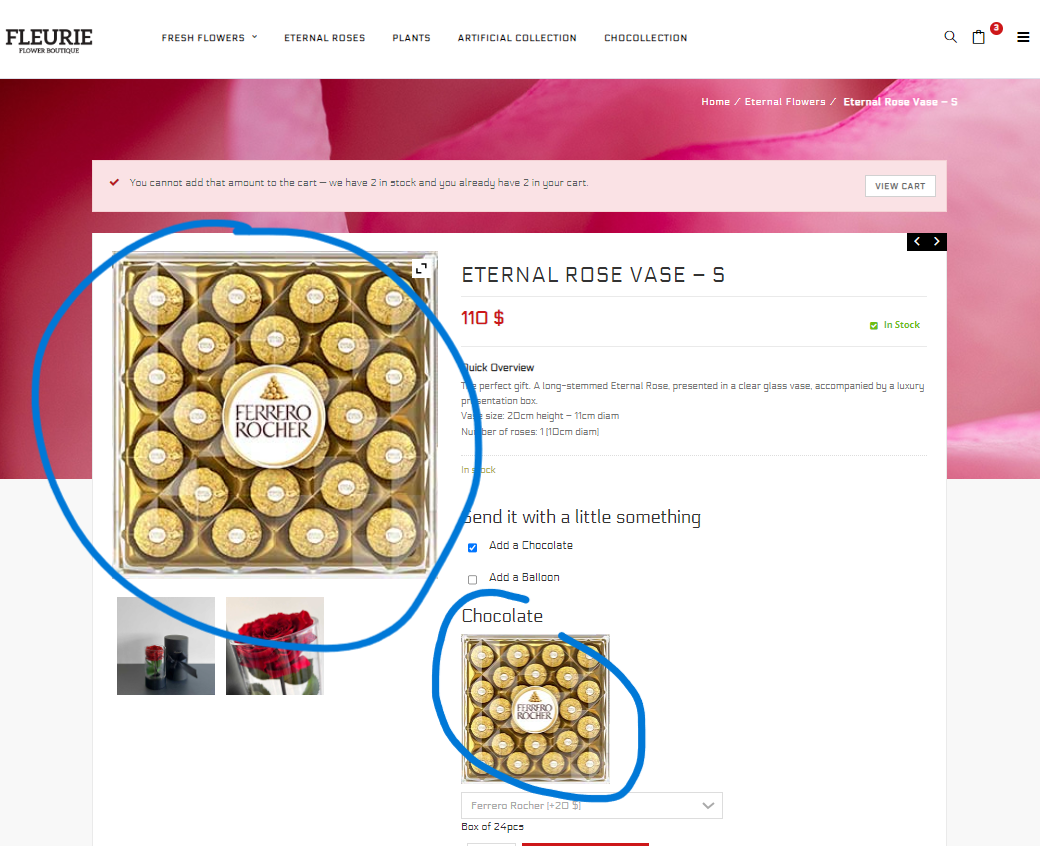 FLEURIE
FLOWER BOUTIQUE
FRESH FLOWERS ETERNAL ROSES PLANTS ARTIFICIAL COLLECTION CHOCOLLECTION
3
Home / Eternal Flowers / Eternal Rose Vase – S
You cannot add that amount to the cart — we have 2 in stock and you already have 2 in your cart.
VIEW CART
FERRERO
ROCHER
ETERNAL ROSE VASE – S
110 $
In Stock
Quick Overview
The perfect gift. A long-stemmed Eternal Rose, presented in a clear glass vase, accompanied by a luxury
presentation box.
Vase size: 20cm height – 11cm diam
Number of roses: 1 (10cm diam)
In stock
Send it with a little something
Add a Chocolate
Add a Balloon
Chocolate
FERRERO
ROCHER
Ferrero Rocher (+20 $)
Box of 24pcs